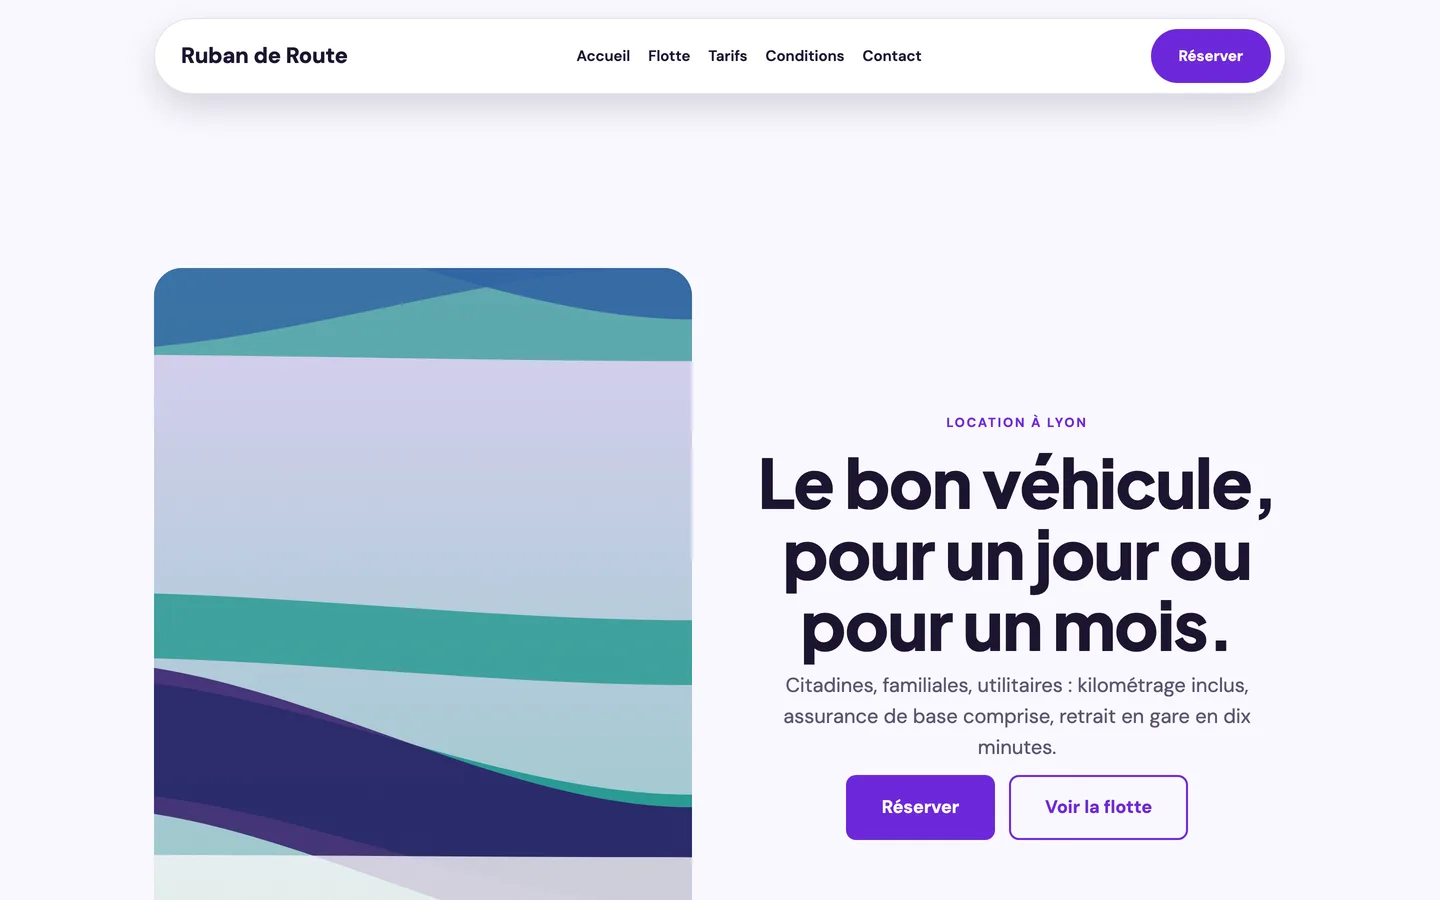 Ruban de Route
Accueil Flotte Tarifs Conditions Contact
Réserver
LOCATION À LYON
Le bon véhicule,
pour un jour ou
pour un mois.
Citadines, familiales, utilitaires : kilométrage inclus,
assurance de base comprise, retrait en gare en dix
minutes.
Réserver
Voir la flotte